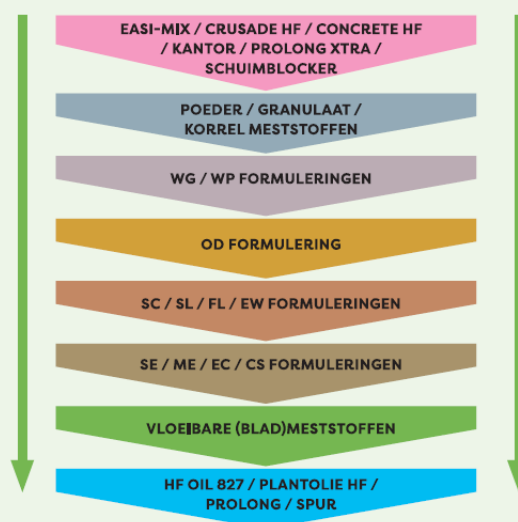 EASI-MIX / CRUSADE HF / CONCRETE HF
/ KANTOR / PROLONG XTRA /
SCHUIMBLOCKER
POEDER / GRANULAAT /
KORREL MESTSTOFFEN
WG / WP FORMULERINGEN
OD FORMULERING
SC / SL / FL / EW FORMULERINGEN
SE / ME / EC / CS FORMULERINGEN
VLOEIBARE (BLAD)MESTSTOFFEN
HF OIL 827 / PLANTOLIE HF /
PROLONG / SPUR